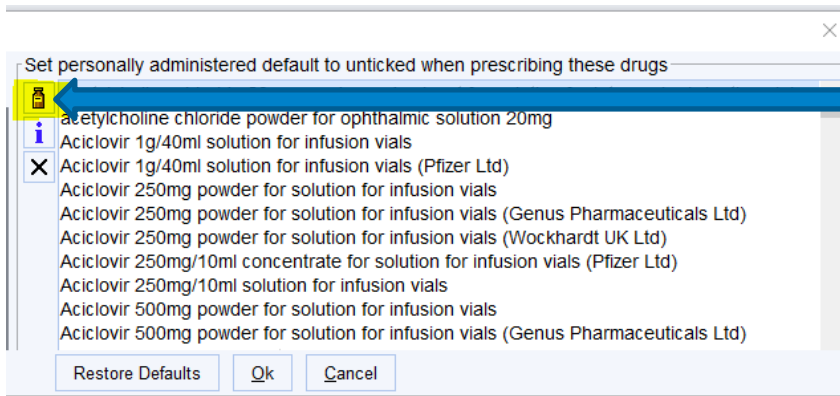 Set personally administered default to unticked when prescribing these drugs
acetylcholine chloride powder for ophthalmic solution 20mg
Aciclovir 1g/40ml solution for infusion vials
Aciclovir 1g/40ml solution for infusion vials (Pfizer Ltd)
Aciclovir 250mg powder for solution for infusion vials
Aciclovir 250mg powder for solution for infusion vials (Genus Pharmaceuticals Ltd)
Aciclovir 250mg powder for solution for infusion vials (Wockhardt UK Ltd)
Aciclovir 250mg/10ml concentrate for solution for infusion vials (Pfizer Ltd)
Aciclovir 250mg/10ml solution for infusion vials
Aciclovir 500mg powder for solution for infusion vials
Aciclovir 500mg powder for solution for infusion vials (Genus Pharmaceuticals Ltd)
Restore Defaults Ok Cancel